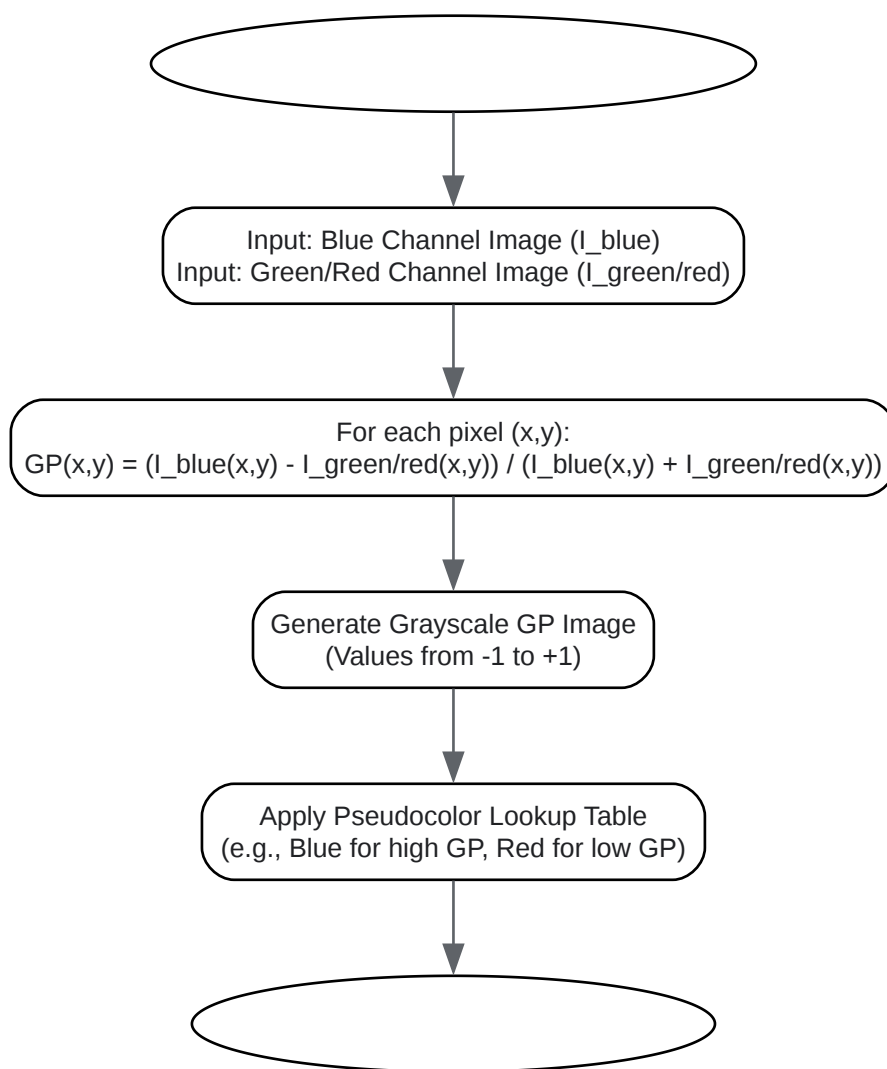 Input: Blue Channel Image (I_blue)
Input: Green/Red Channel Image (I_green/red)
For each pixel (x,y):
GP(x,y) = (I_blue(x,y) - I_green/red(x,y)) / (I_blue(x,y) + I_green/red(x,y))
Generate Grayscale GP Image
(Values from -1 to +1)
Apply Pseudocolor Lookup Table
(e.g., Blue for high GP, Red for low GP)